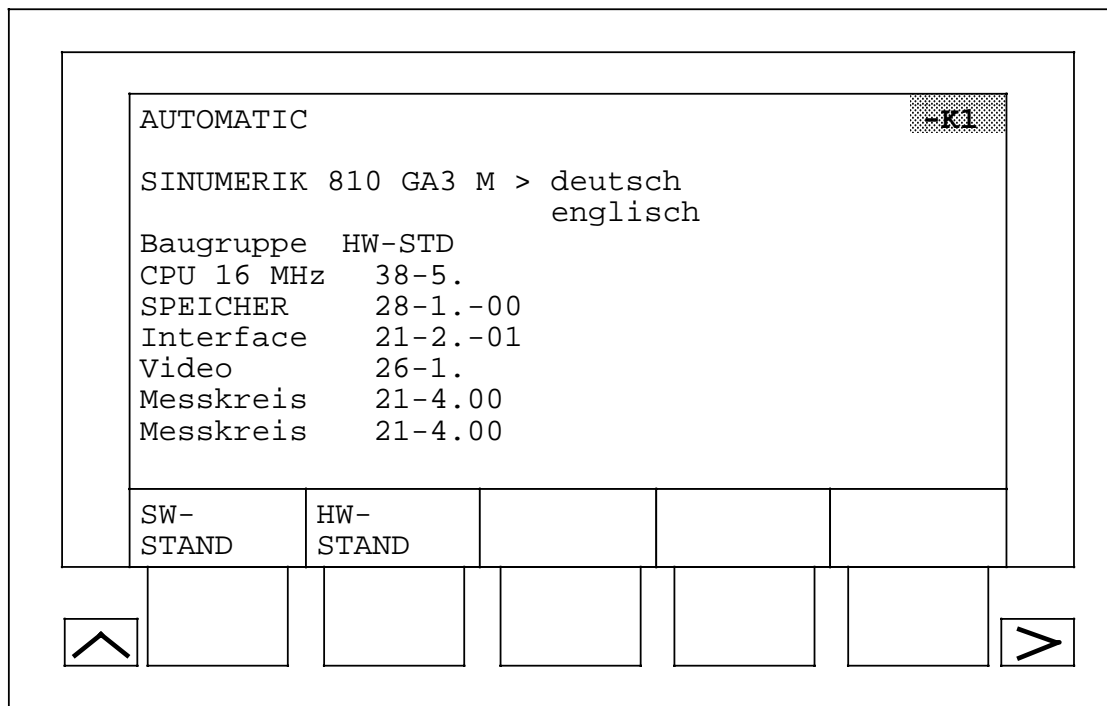 AUTOMATIC -K1
SINUMERIK 810 GA3 M > deutsch
englisch
Baugruppe HW-STD
CPU 16 MHz 38-5.
SPEICHER 28-1.-00
Interface 21-2.-01
Video 26-1.
Messkreis 21-4.00
Messkreis 21-4.00
SW- HW-
STAND STAND